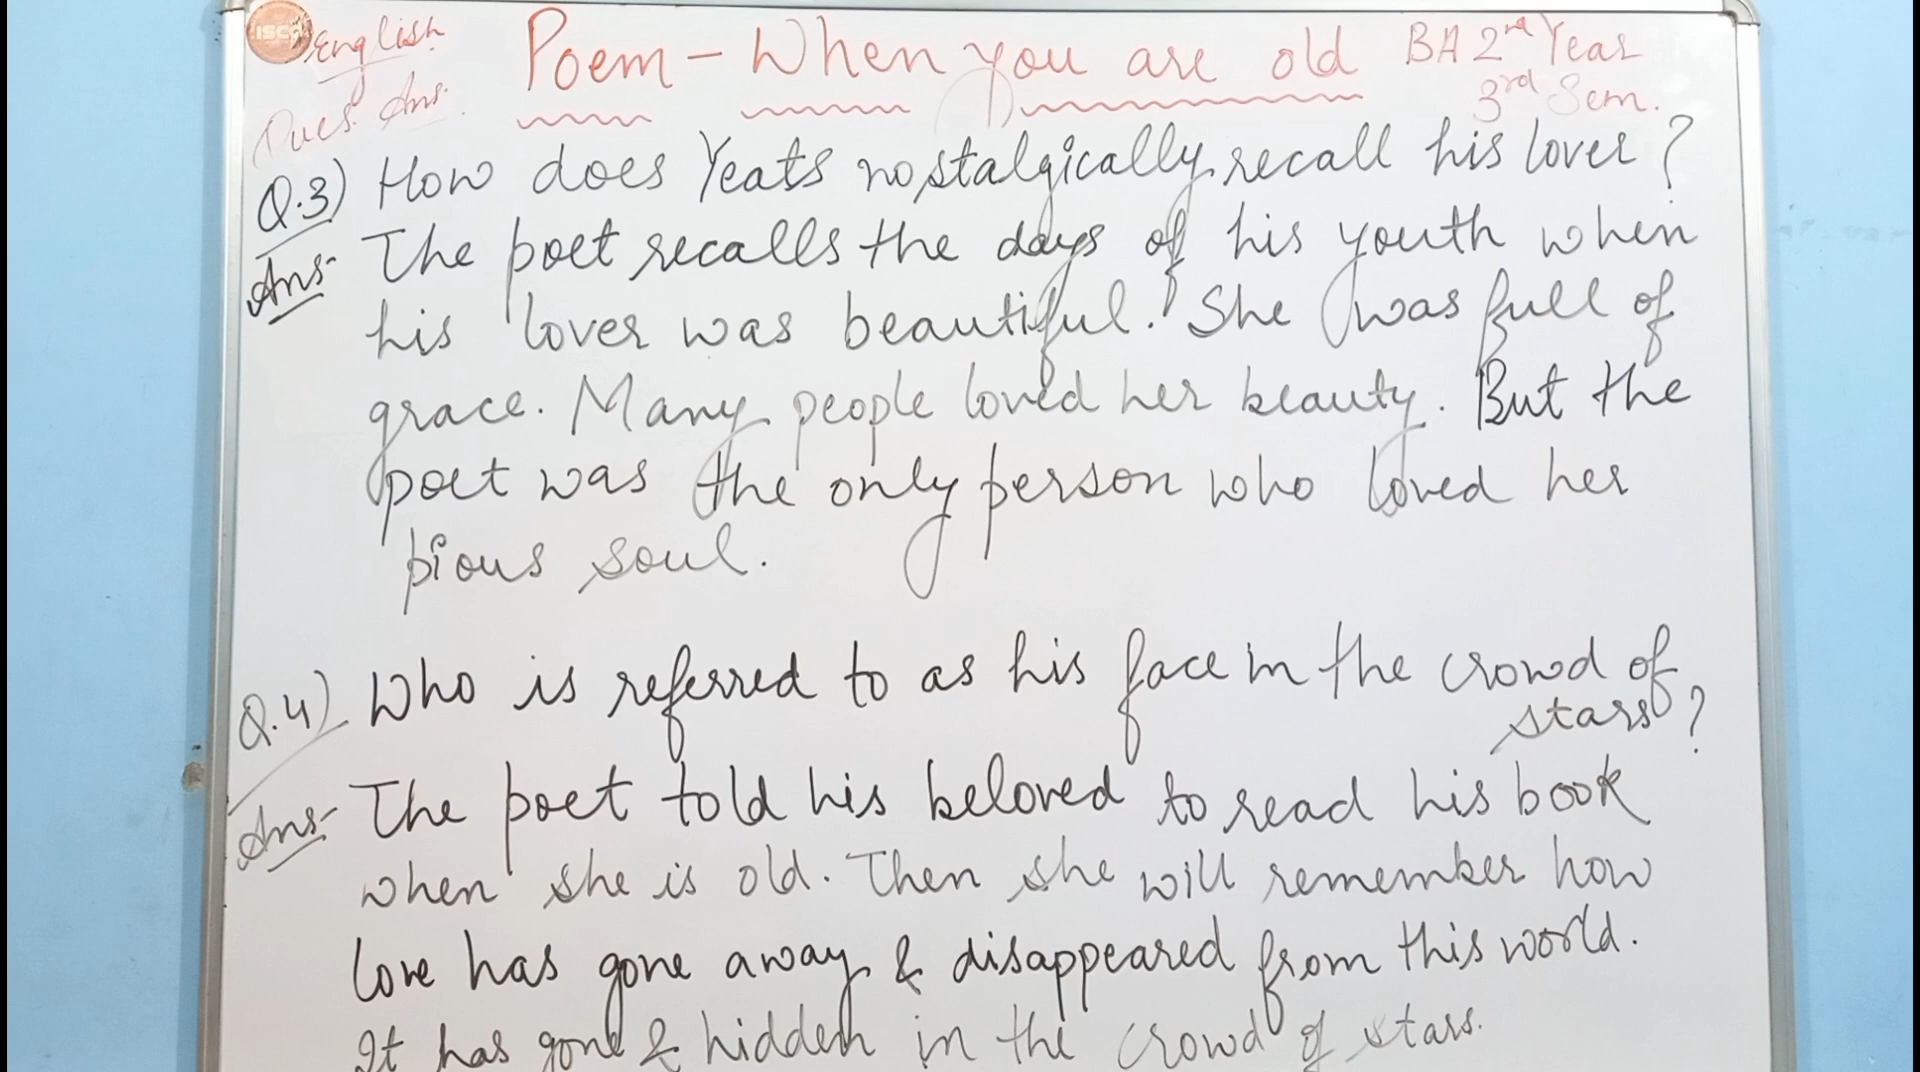 ISC
English
Ques. Ans.
Poem - When you are old
BA 2nd Year
3rd Sem.
Q.3) How does Yeats nostalgically recall his lover?
Ans- The poet recalls the days of his youth when
his lover was beautiful. She was full of
grace. Many people loved her beauty. But the
poet was the only person who loved her
pious soul.
Q.4) Who is referred to as his face in the crowd of
stars?
Ans- The poet told his beloved to read his book
when she is old. Then she will remember how
love has gone away & disappeared from this world.
It has gone & hidden in the crowd of stars.